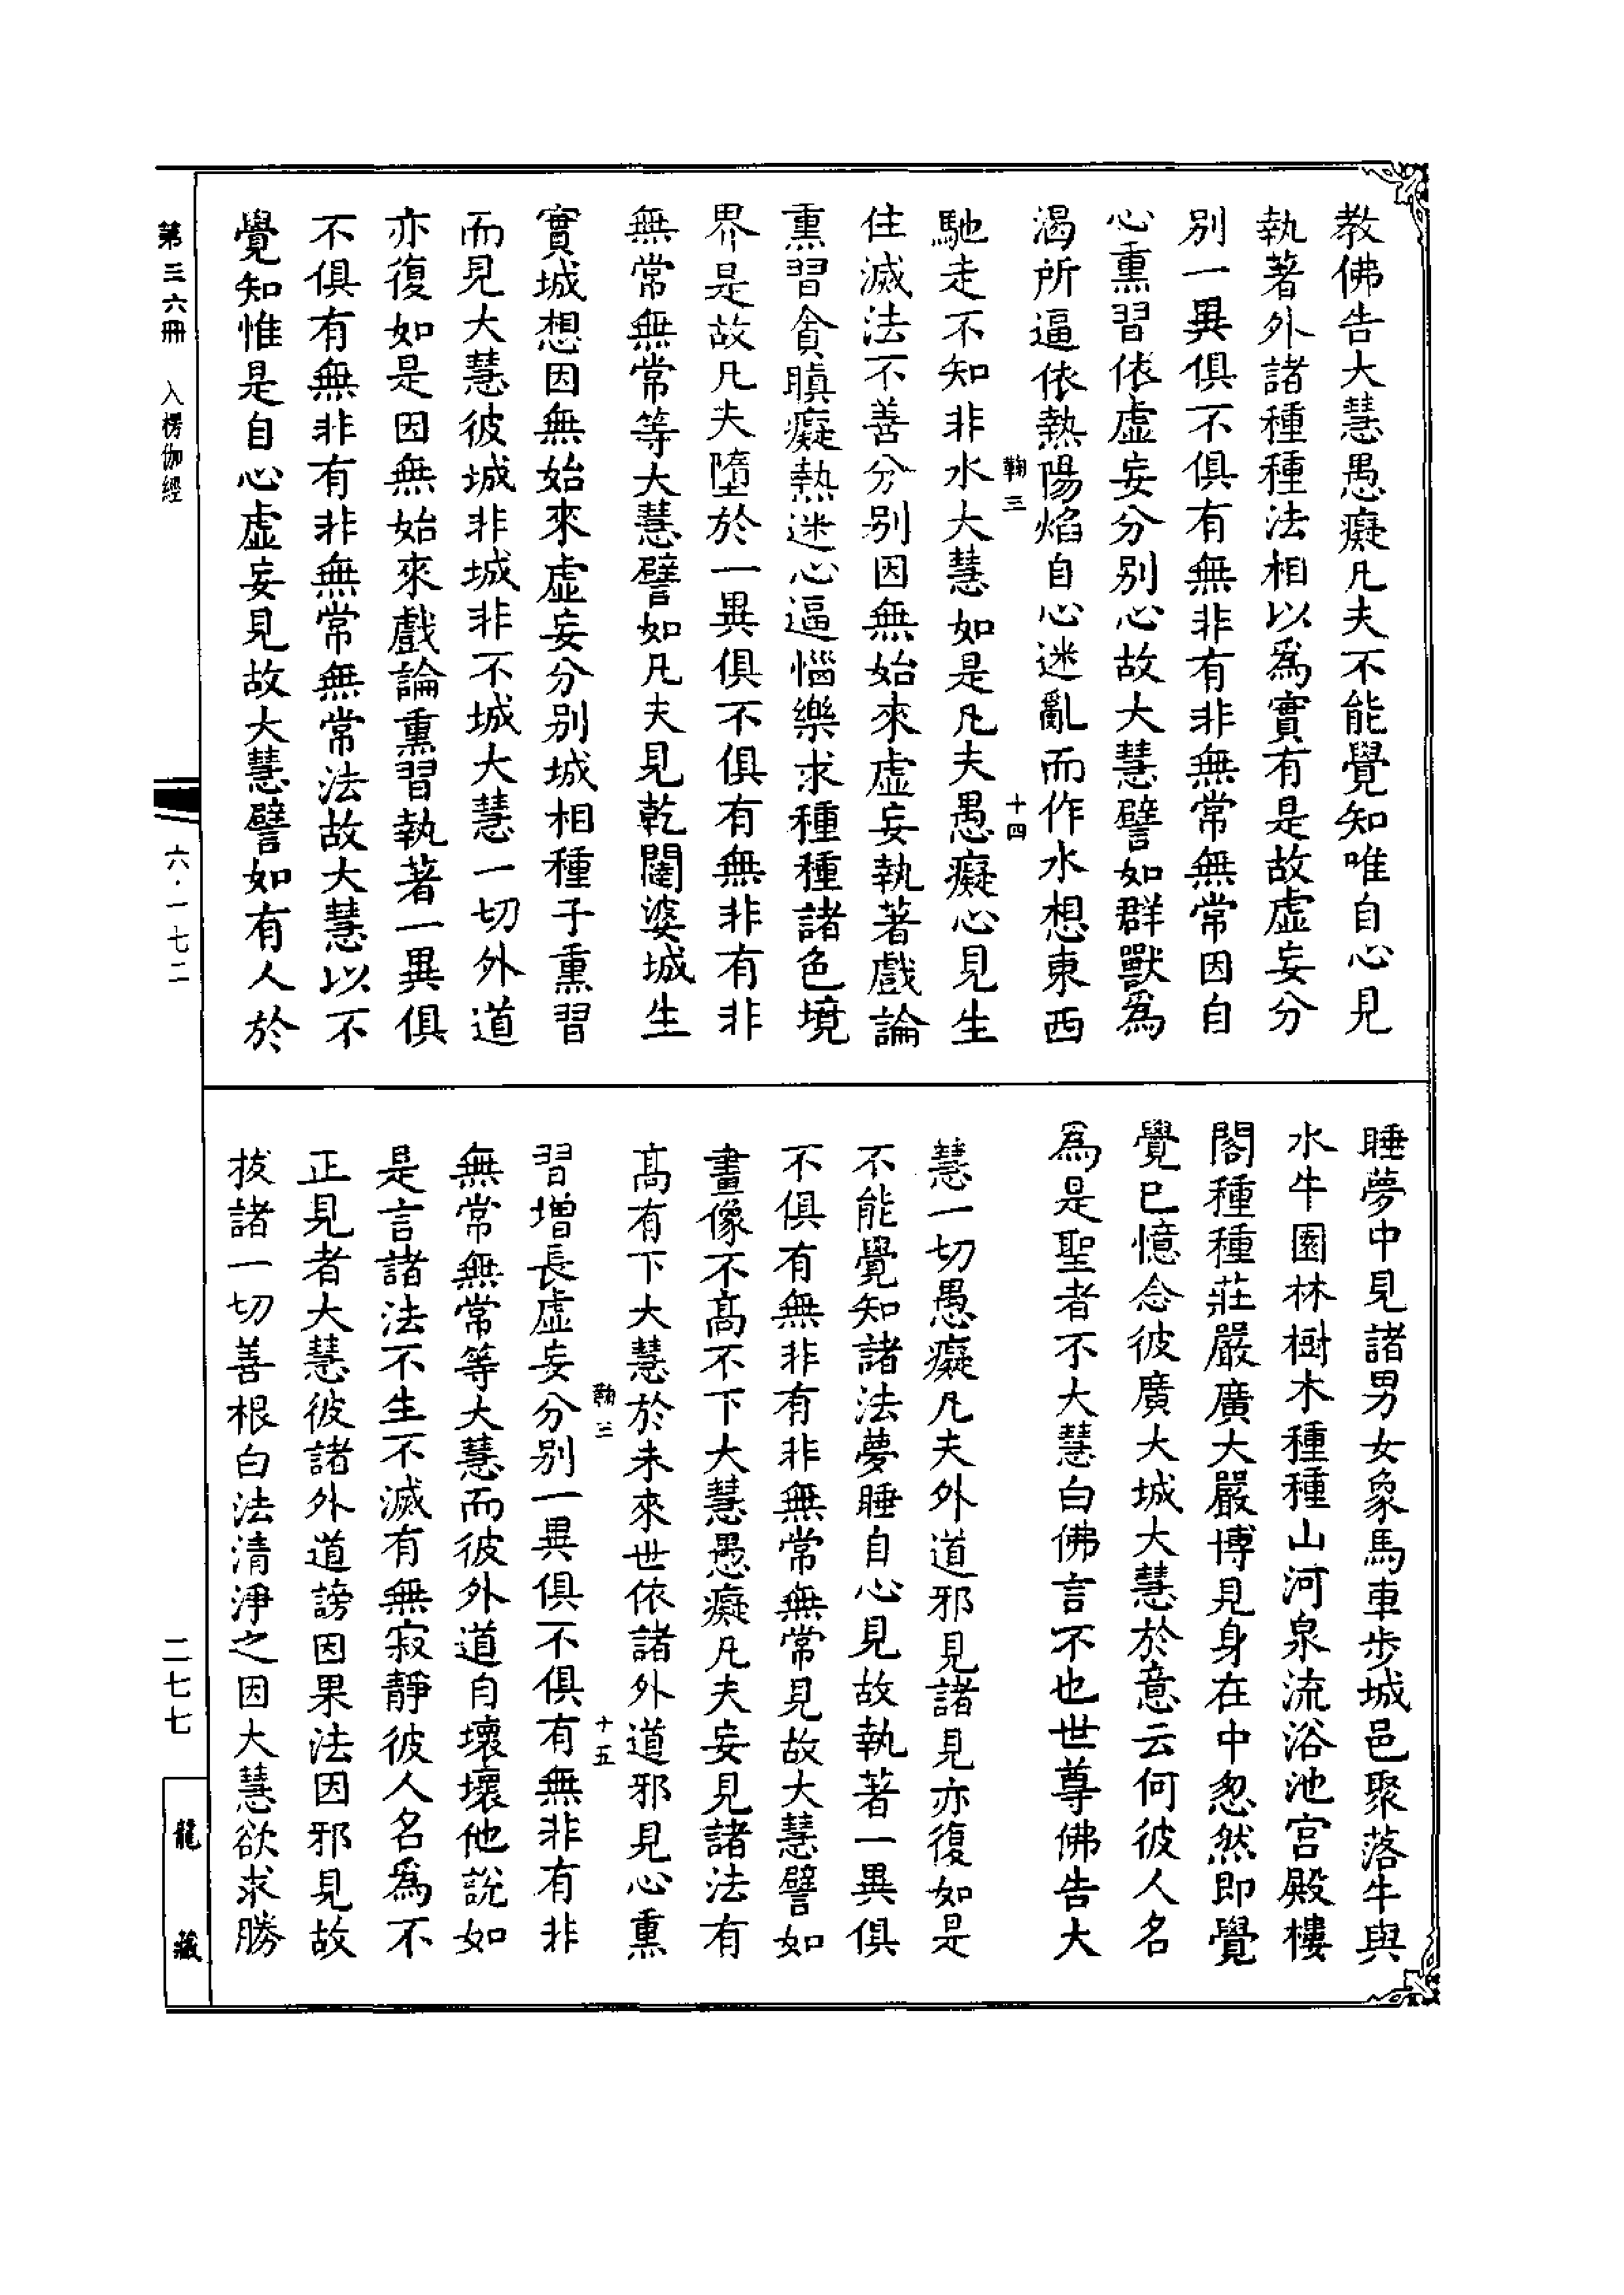 教佛告大慧愚癡凡夫不能覺知唯自心見
執著外諸種種法相以爲實有是故虛妄分
別一異俱不俱有無非有非無常無常因自
心熏習依虛妄分別心故大慧譬如群獸爲
渴所逼依熱陽焰自心迷亂而作水想東西
鞠三
十四
馳走不知非水大慧如是凡夫愚癡心見生
住滅法不善分別因無始來虛妄執著戲論
熏習貪瞋癡熱迷心逼惱樂求種種諸色境
界是故凡夫墮於一異俱不俱有無非有非
無常無常等大慧譬如凡夫見乾闥婆城生
實城想因無始來虛妄分別城相種子熏習
而見大慧彼城非城非不城大慧一切外道
亦復如是因無始來戲論熏習執著一異俱
不俱有無非有非無常無常法故大慧以不
覺知惟是自心虛妄見故大慧譬如有人於
睡夢中見諸男女象馬車步城邑聚落牛與
水牛園林樹木種種山河泉流浴池宮殿樓
閣種種莊嚴廣大嚴博見身在中忽然即覺
覺已憶念彼廣大城大慧於意云何彼人名
爲是聖者不大慧白佛言不也世尊佛告大
慧一切愚癡凡夫外道邪見諸見亦復如是
不能覺知諸法夢睡自心見故執著一異俱
不俱有無非有非無常無常見故大慧譬如
畫像不高不下大慧愚癡凡夫妄見諸法有
高有下大慧於未來世依諸外道邪見心熏
鞠三
十五
習增長虛妄分別一異俱不俱有無非有非
無常無常等大慧而彼外道自壞壞他說如
是言諸法不生不滅有無寂靜彼人名爲不
正見者大慧彼諸外道謗因果法因邪見故
拔諸一切善根白法清淨之因大慧欲求勝
第三六冊 入楞伽經
六·一七二
二七七
龍藏